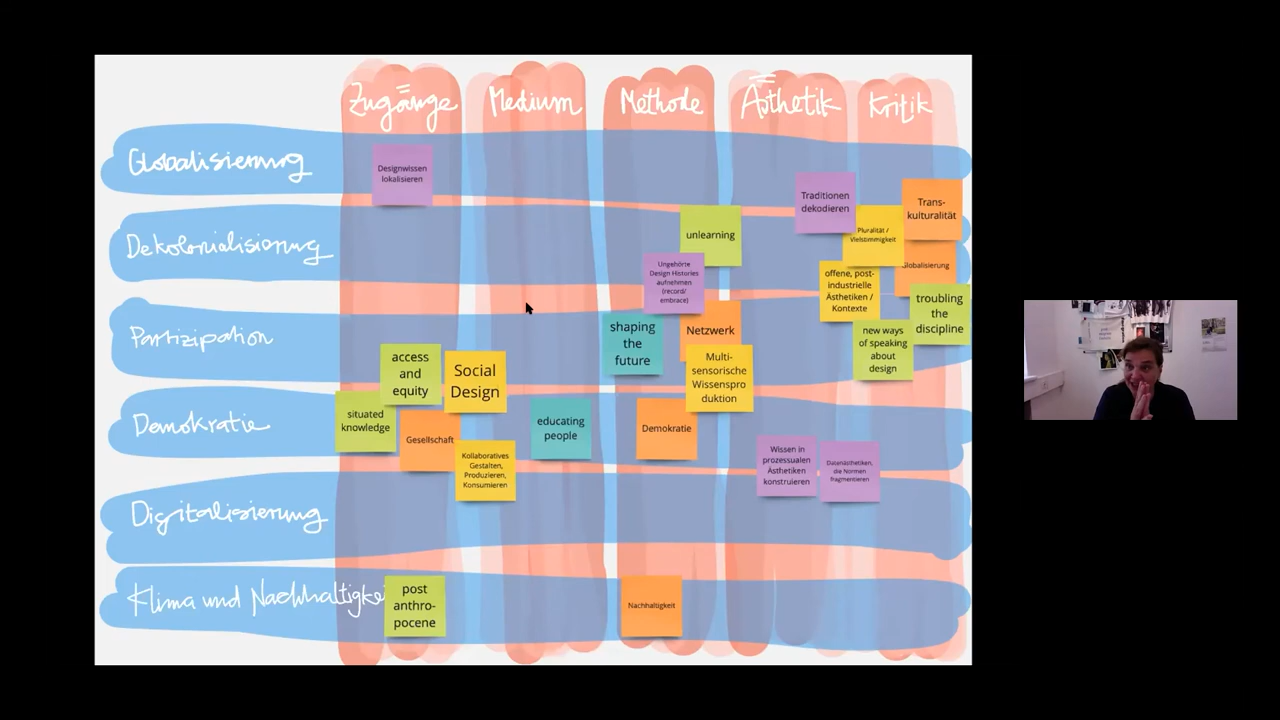 Zugänge Medium Methode Ästhetik Kritik
Globalisierung
Designwissen
lokalisieren
Traditionen
dekodieren
Trans-
kulturalität
Dekolonialisierung
unlearning
Pluralität /
Vielstimmigkeit
Ungehörte
Design Histories
aufnehmen
(record/
embrace)
Globalisierung
offene, post-
industrielle
Ästhetiken /
Kontexte
troubling
the
discipline
Partizipation
shaping
the
future
Netzwerk
new ways
of speaking
about
design
access
and
equity
Social
Design
Multi-
sensorische
Wissenspro
duktion
Demokratie
situated
knowledge
Gesellschaft
Kollaboratives
Gestalten,
Produzieren,
Konsumieren
educating
people
Demokratie
Wissen in
prozessualen
Ästhetiken
konstruieren
Datenästhetiken,
die Normen
fragmentieren
Digitalisierung
Klima und Nachhaltigkei
post
anthro-
pocene
Nachhaltigkeit